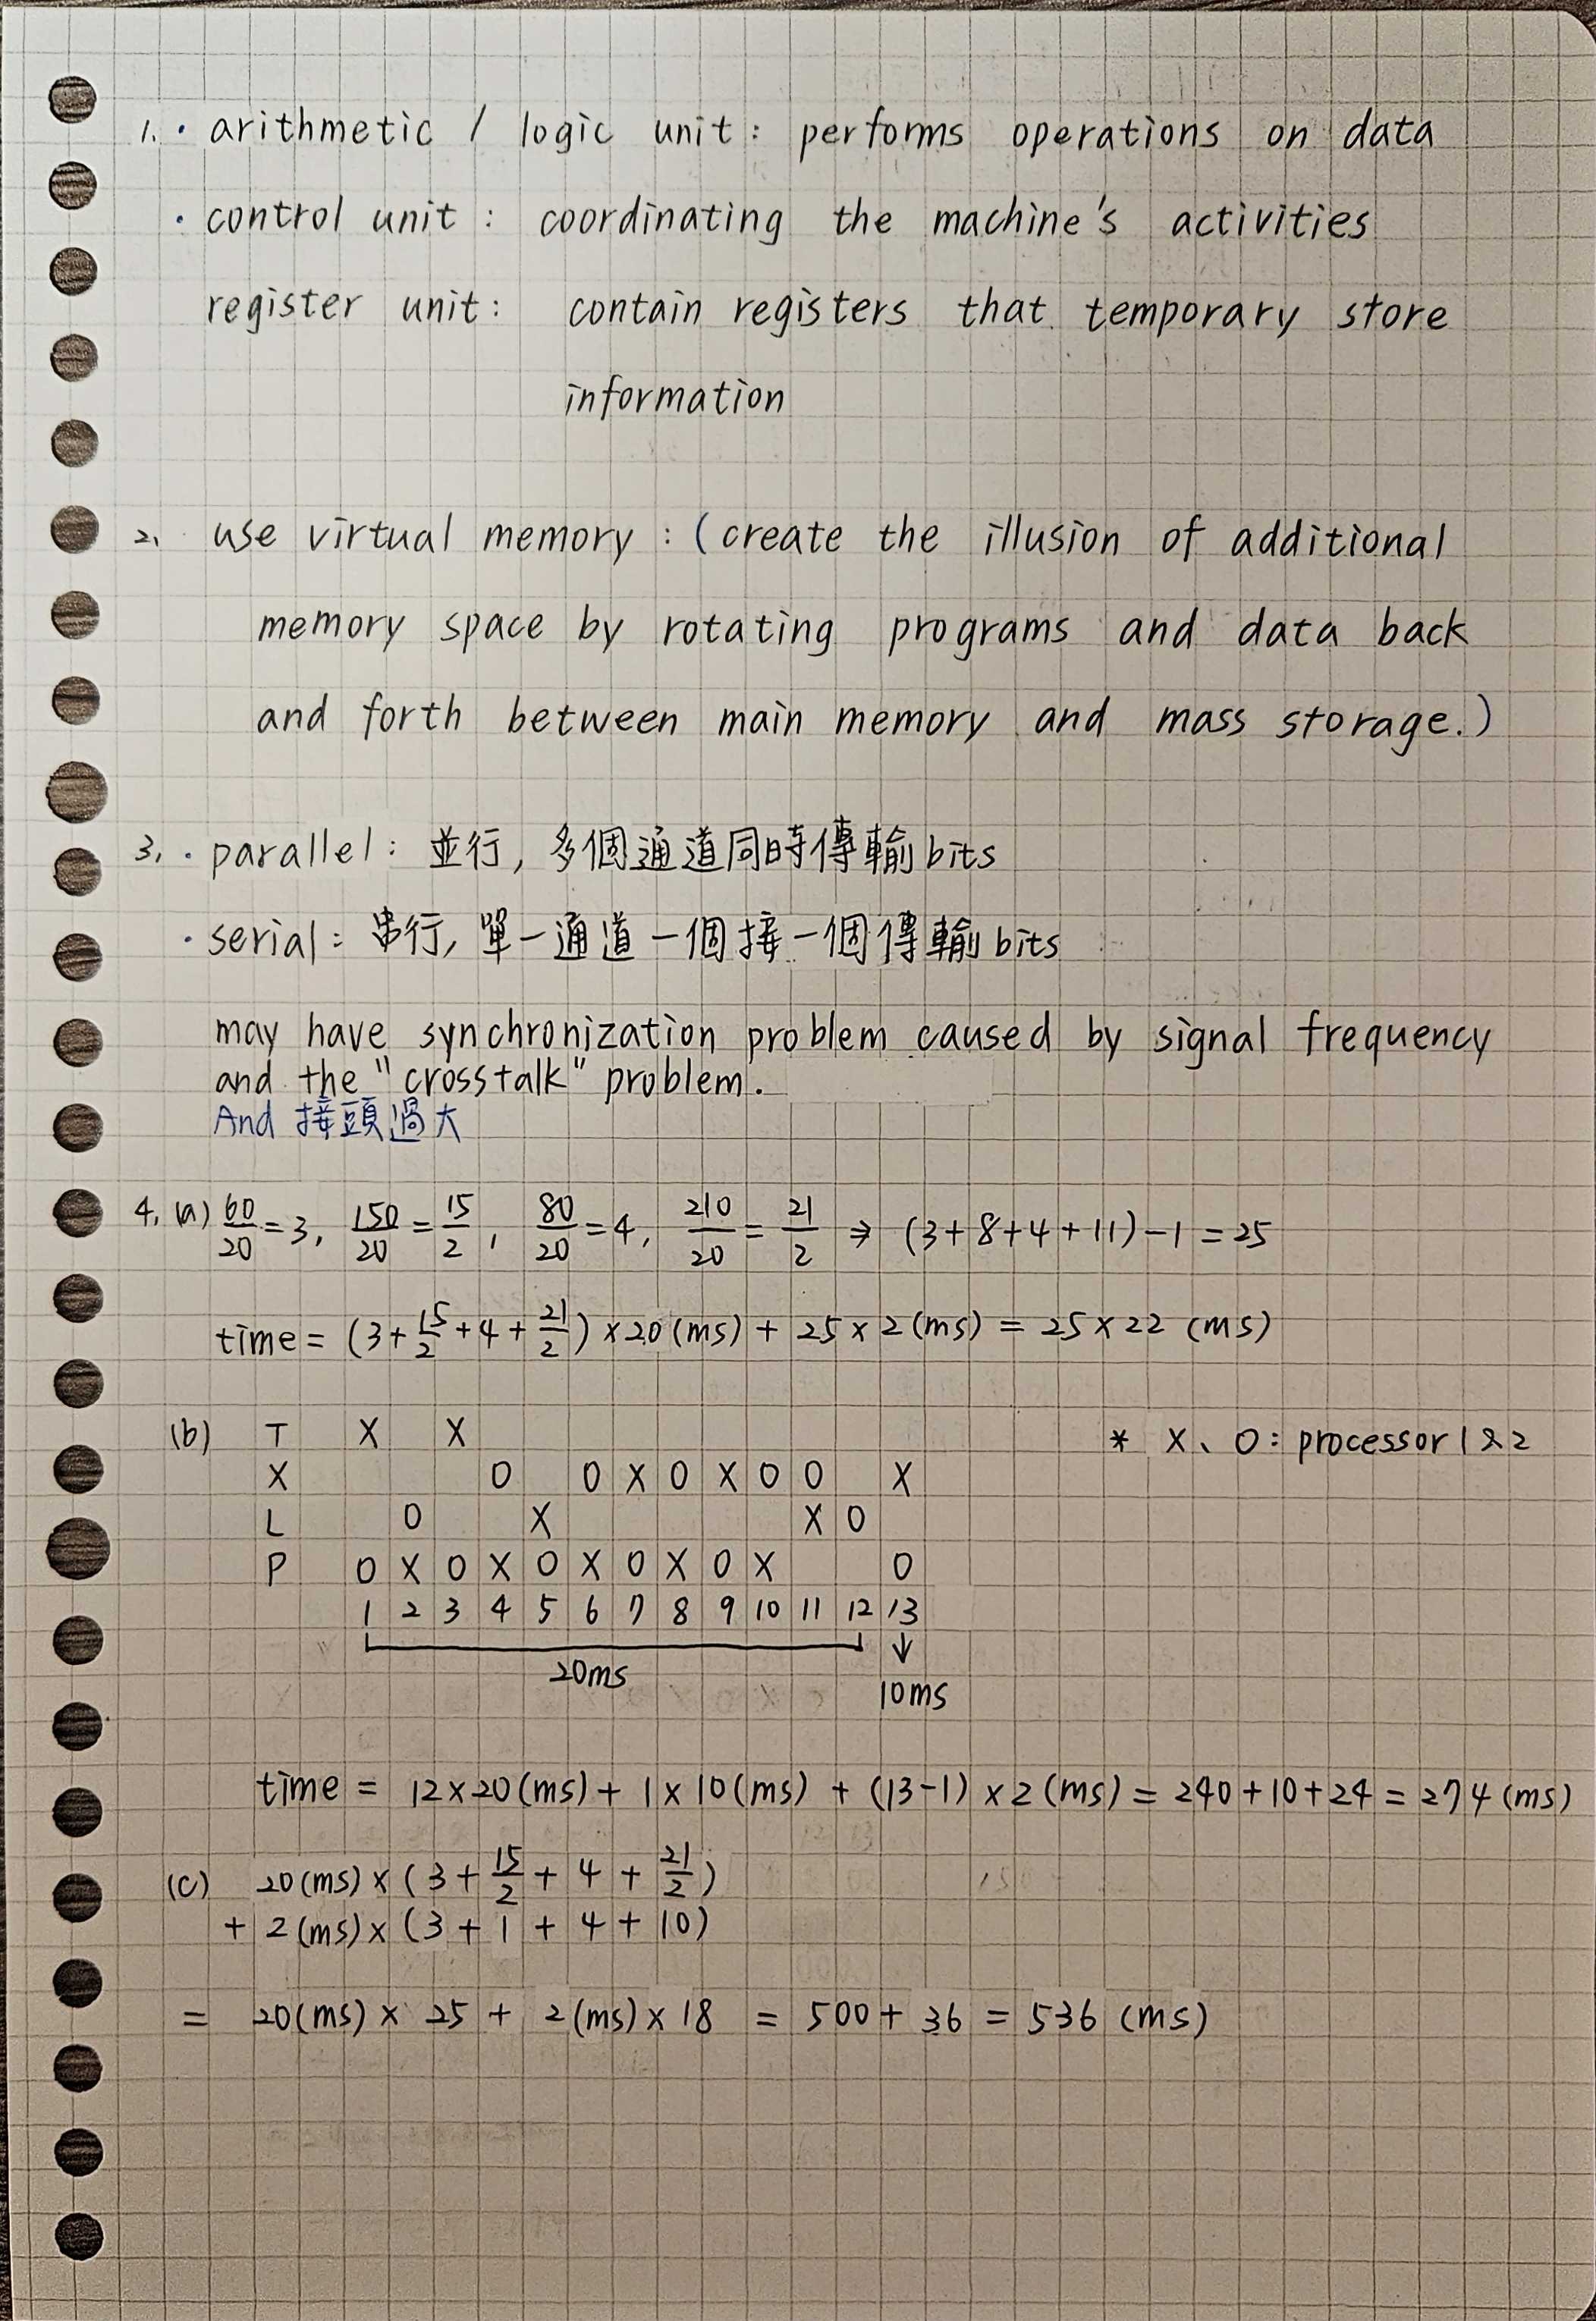 1. · arithmetic / logic unit: performs operations on data
· control unit: coordinating the machine's activities
register unit: contain registers that temporary store
information
2. use virtual memory: (create the illusion of additional
memory space by rotating programs and data back
and forth between main memory and mass storage.)
3. · parallel: 並行, 多個通道同時傳輸bits
· serial: 串行, 單一通道一個接一個傳輸bits
may have synchronization problem caused by signal frequency
and the "crosstalk" problem.
And 接頭過大
4. (a) 60/20 = 3, 150/20 = 15/2, 80/20 = 4, 210/20 = 21/2 ⇒ (3+8+4+11)-1 = 25
time = (3 + 15/2 + 4 + 21/2) × 20 (ms) + 25 × 2 (ms) = 25 × 22 (ms)
(b) T X X * X、O: processor 1 & 2
X O O X O X O O X
L O X X O
P O X O X O X O X O X O
1 2 3 4 5 6 7 8 9 10 11 12 13
20ms ↓
10ms
time = 12×20(ms) + 1×10(ms) + (13-1)×2(ms) = 240+10+24 = 274 (ms)
(c) 20(ms) × (3 + 15/2 + 4 + 21/2)
+ 2(ms) × (3 + 1 + 4 + 10)
= 20(ms) × 25 + 2(ms) × 18 = 500 + 36 = 536 (ms)